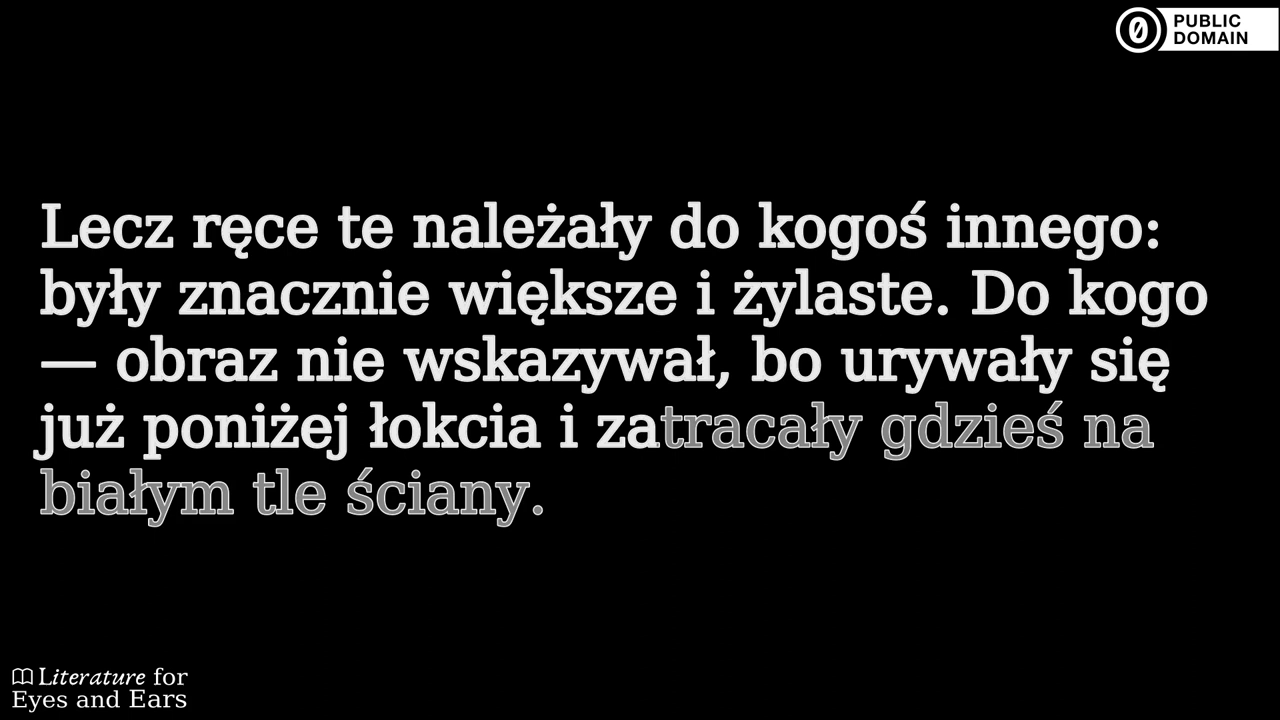 PUBLIC
DOMAIN
Lecz ręce te należały do kogoś innego:
były znacznie większe i żylaste. Do kogo
— obraz nie wskazywał, bo urywały się
już poniżej łokcia i zatracały gdzieś na
białym tle ściany.
Literature for
Eyes and Ears